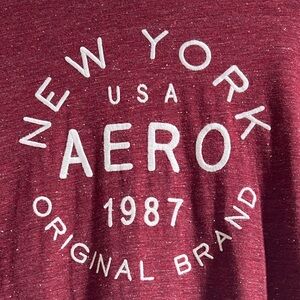 NEW YORK
USA
AERO
1987
ORIGINAL BRAND